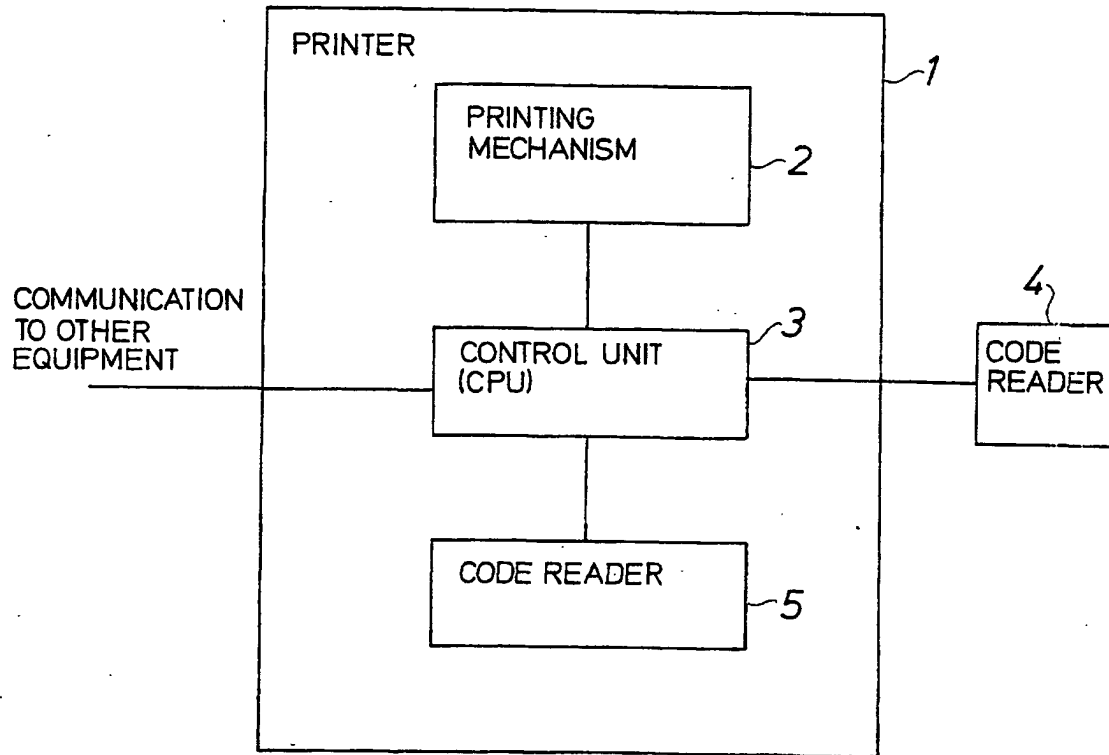 PRINTER
1
PRINTING
MECHANISM
2
COMMUNICATION
TO OTHER
EQUIPMENT
CONTROL UNIT
(CPU)
3
4
CODE
READER
CODE READER
5